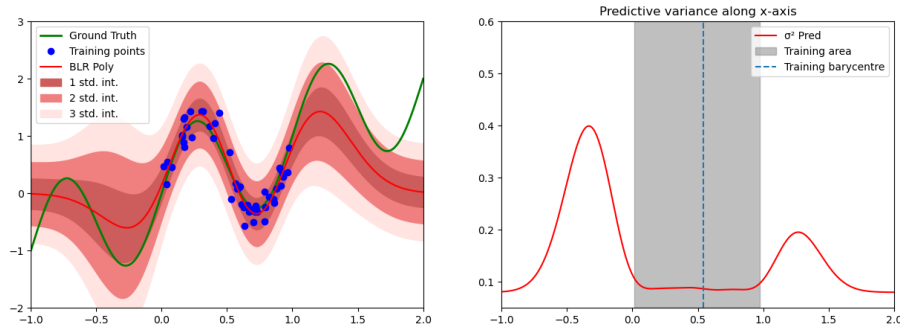 Predictive variance along x-axis
3
2
1
0
−1
−2
−1.0
−0.5
0.0
0.5
1.0
1.5
2.0
Ground Truth
Training points
BLR Poly
1 std. int.
2 std. int.
3 std. int.
0.6
0.5
0.4
0.3
0.2
0.1
−1.0
−0.5
0.0
0.5
1.0
1.5
2.0
σ² Pred
Training area
Training barycentre